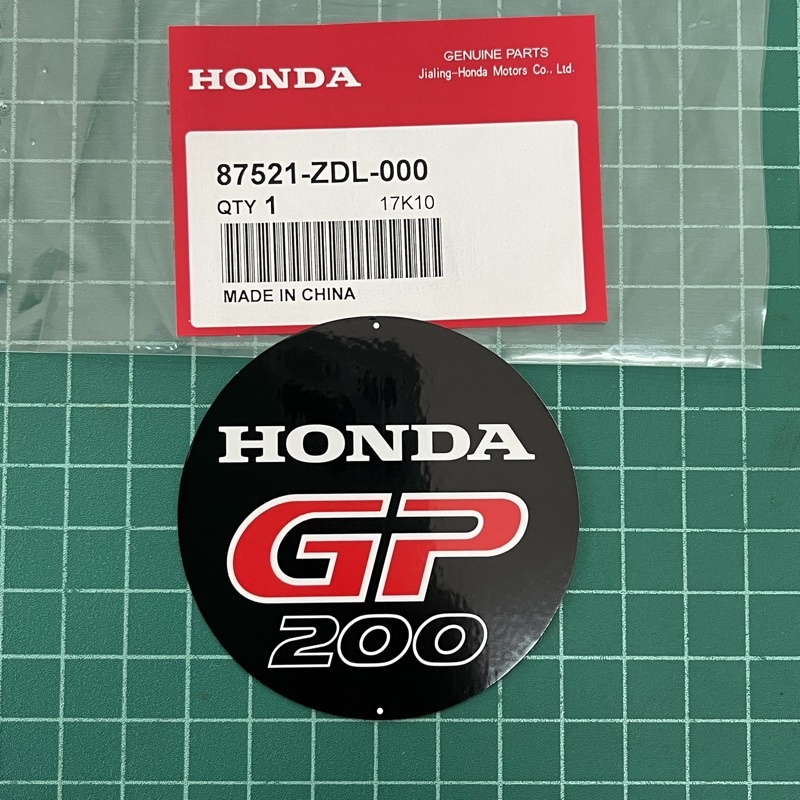 HONDA
GENUINE PARTS
Jialing-Honda Motors Co., Ltd.
87521-ZDL-000
QTY 1 17K10
MADE IN CHINA
HONDA
GP
200